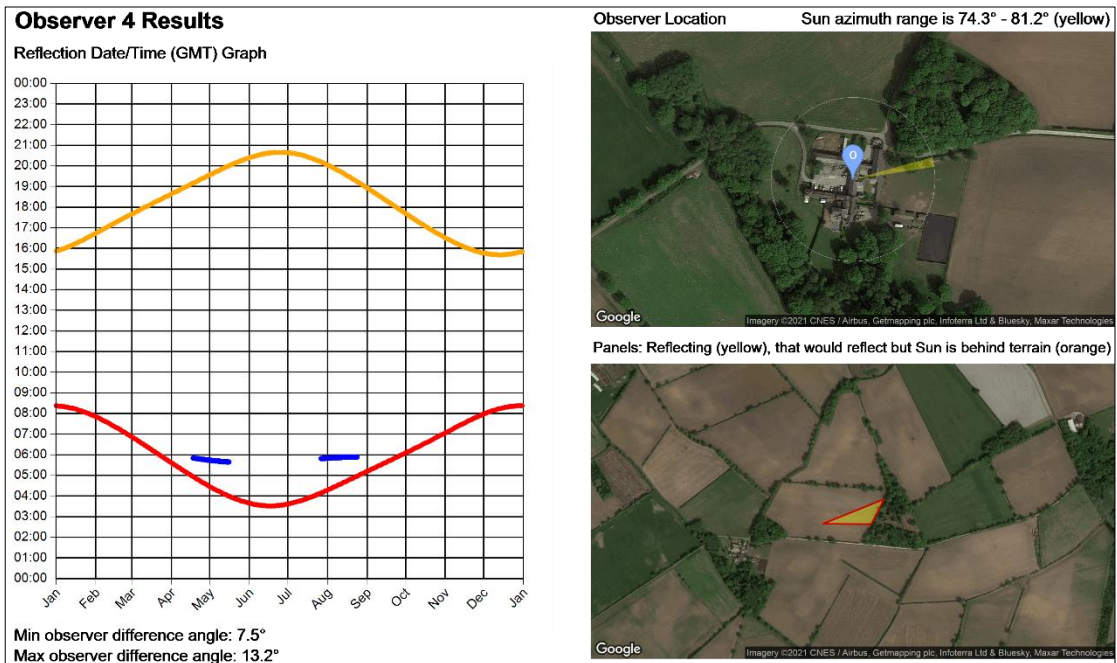 Observer 4 Results
Reflection Date/Time (GMT) Graph
00:00
23:00
22:00
21:00
20:00
19:00
18:00
17:00
16:00
15:00
14:00
13:00
12:00
11:00
10:00
09:00
08:00
07:00
06:00
05:00
04:00
03:00
02:00
01:00
00:00
Jan Feb Mar Apr May Jun Jul Aug Sep Oct Nov Dec Jan
Min observer difference angle: 7.5°
Max observer difference angle: 13.2°
Observer Location Sun azimuth range is 74.3° - 81.2° (yellow)
O
Google Imagery ©2021 CNES / Airbus, Getmapping plc, Infoterra Ltd & Bluesky, Maxar Technologies
Panels: Reflecting (yellow), that would reflect but Sun is behind terrain (orange)
Google Imagery ©2021 CNES / Airbus, Getmapping plc, Infoterra Ltd & Bluesky, Maxar Technologies